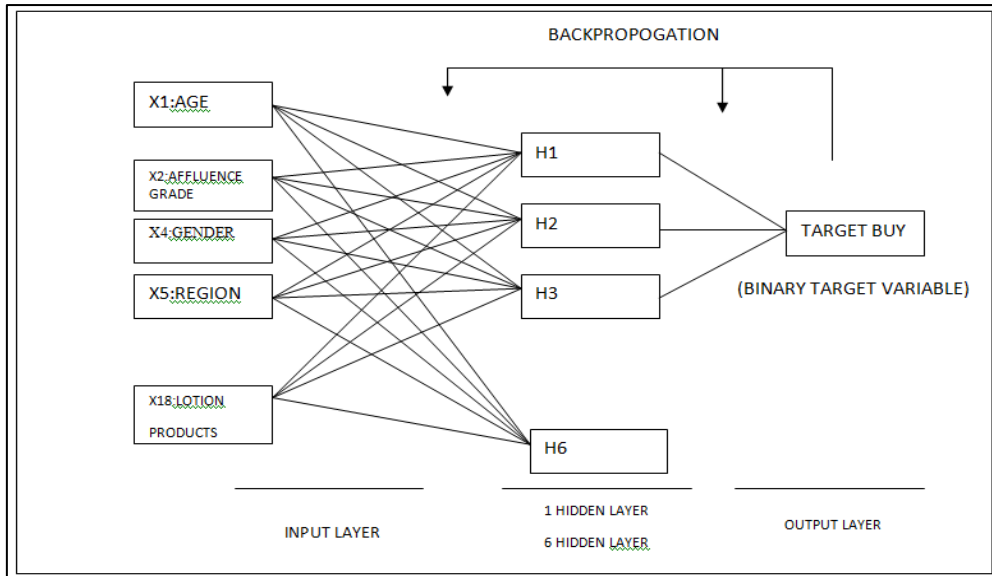 BACKPROPOGATION
X1:AGE
X2:AFFLUENCE
GRADE
X4:GENDER
X5:REGION
X18:LOTION
PRODUCTS
H1
H2
H3
H6
TARGET BUY
(BINARY TARGET VARIABLE)
INPUT LAYER
1 HIDDEN LAYER
6 HIDDEN LAYER
OUTPUT LAYER